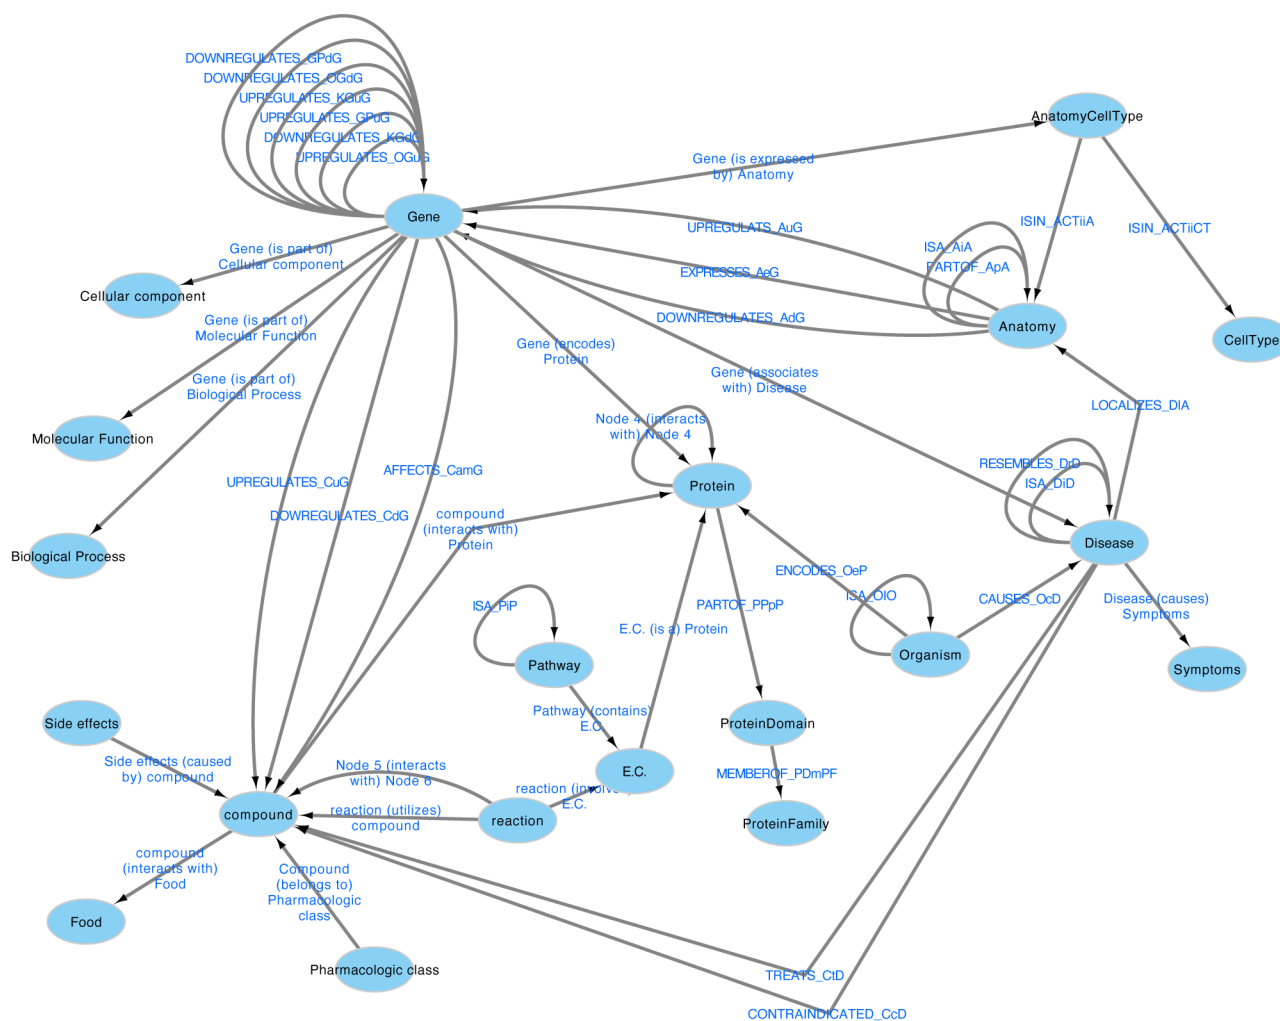 DOWNREGULATES_GPdG
DOWNREGULATES_OGdG
UPREGULATES_KGuG
UPREGULATES_GPuG
DOWNREGULATES_KGdG
UPREGULATES_OGuG
AnatomyCellType
Gene (is expressed
by) Anatomy
Gene
UPREGULATS_AuG
ISIN_ACTiiA
ISIN_ACTiiCT
ISA_AiA
PARTOF_ApA
Gene (is part of)
Cellular component
EXPRESSES_AeG
Cellular component
DOWNREGULATES_AdG
Anatomy
CellType
Gene (is part of)
Molecular Function
Gene (encodes)
Protein
Gene (associates
with) Disease
Gene (is part of)
Biological Process
LOCALIZES_DlA
Node 4 (interacts
with) Node 4
Molecular Function
RESEMBLES_DrD
ISA_DiD
AFFECTS_CamG
UPREGULATES_CuG
Protein
DOWREGULATES_CdG
compound
(interacts with)
Protein
Disease
Biological Process
ENCODES_OeP
ISA_OIO
CAUSES_OcD
Disease (causes)
Symptoms
ISA_PiP
PARTOF_PPpP
E.C. (is a) Protein
Pathway
Organism
Symptoms
Pathway (contains)
E.C.
Side effects
ProteinDomain
Side effects (caused
by) compound
Node 5 (interacts
with) Node 6
E.C.
MEMBEROF_PDmPF
reaction (involves)
E.C.
reaction (utilizes)
compound
compound
reaction
ProteinFamily
compound
(interacts with)
Food
Compound
(belongs to)
Pharmacologic
class
Food
Pharmacologic class
TREATS_CtD
CONTRAINDICATED_CcD